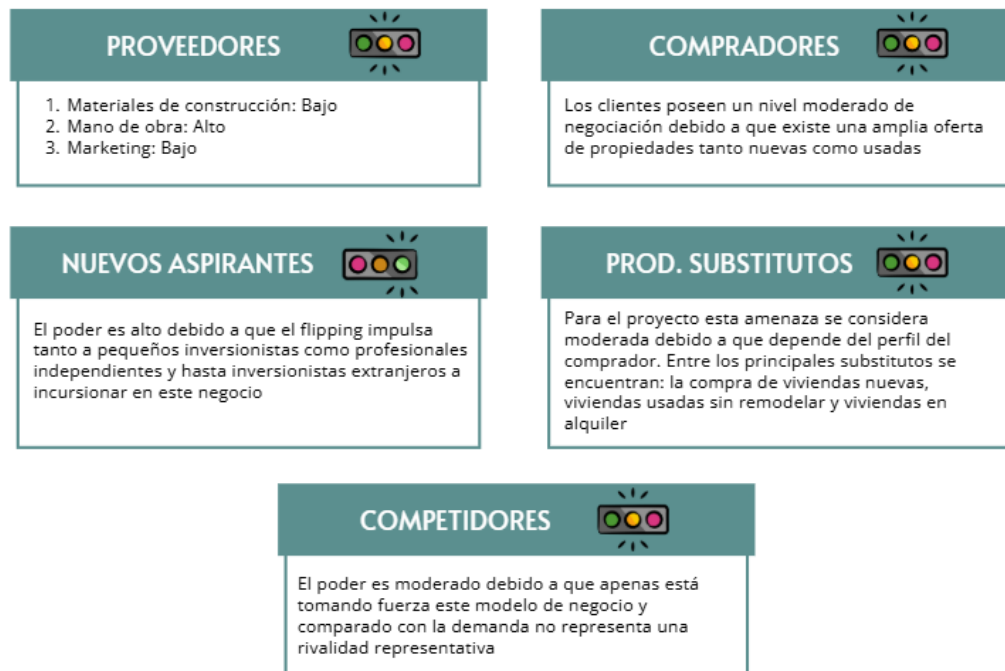 PROVEEDORES
1. Materiales de construcción: Bajo
2. Mano de obra: Alto
3. Marketing: Bajo
COMPRADORES
Los clientes poseen un nivel moderado de
negociación debido a que existe una amplia oferta
de propiedades tanto nuevas como usadas
NUEVOS ASPIRANTES
El poder es alto debido a que el flipping impulsa
tanto a pequeños inversionistas como profesionales
independientes y hasta inversionistas extranjeros a
incursionar en este negocio
PROD. SUBSTITUTOS
Para el proyecto esta amenaza se considera
moderada debido a que depende del perfil del
comprador. Entre los principales substitutos se
encuentran: la compra de viviendas nuevas,
viviendas usadas sin remodelar y viviendas en
alquiler
COMPETIDORES
El poder es moderado debido a que apenas está
tomando fuerza este modelo de negocio y
comparado con la demanda no representa una
rivalidad representativa